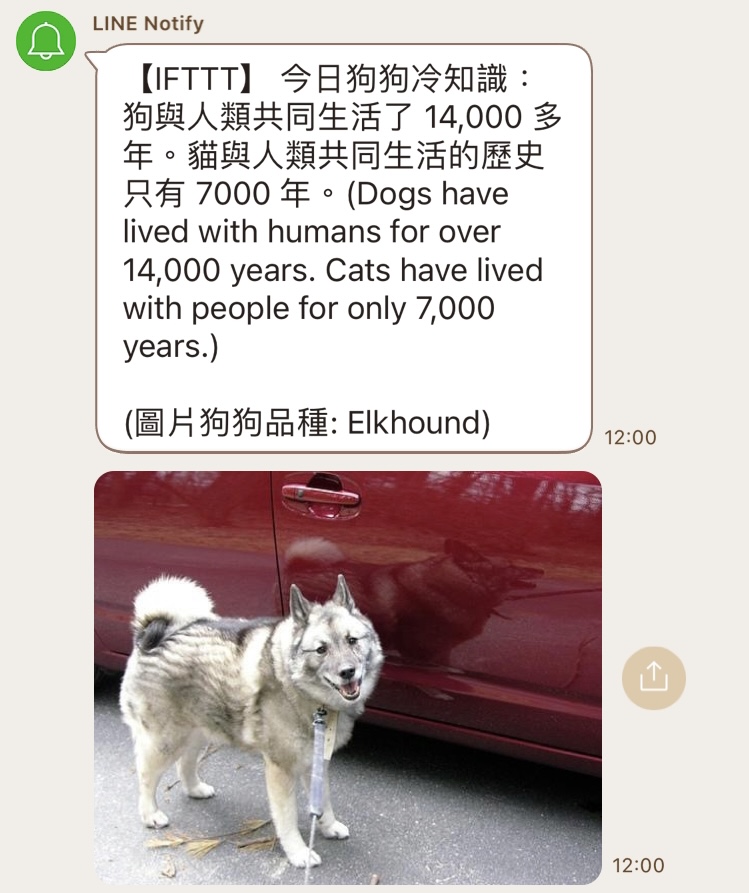 LINE Notify
【IFTTT】 今日狗狗冷知識：
狗與人類共同生活了 14,000 多
年。貓與人類共同生活的歷史
只有 7000 年。(Dogs have
lived with humans for over
14,000 years. Cats have lived
with people for only 7,000
years.)
(圖片狗狗品種: Elkhound)
12:00
12:00